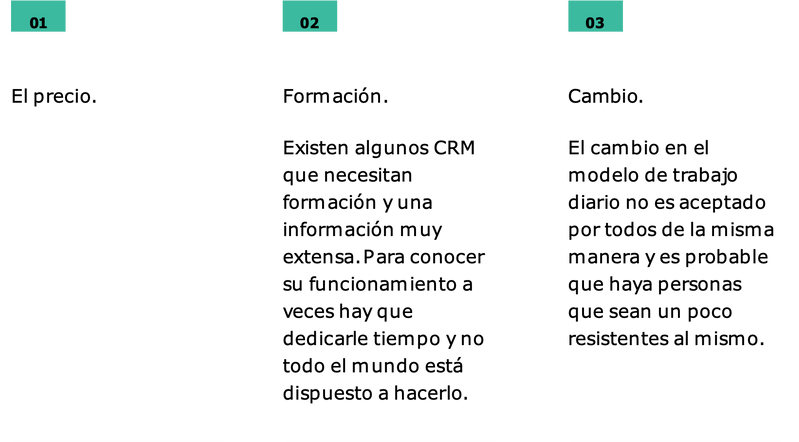 01
El precio.
02
Formación.
Existen algunos CRM
que necesitan
formación y una
información muy
extensa. Para conocer
su funcionamiento a
veces hay que
dedicarle tiempo y no
todo el mundo está
dispuesto a hacerlo.
03
Cambio.
El cambio en el
modelo de trabajo
diario no es aceptado
por todos de la misma
manera y es probable
que haya personas
que sean un poco
resistentes al mismo.